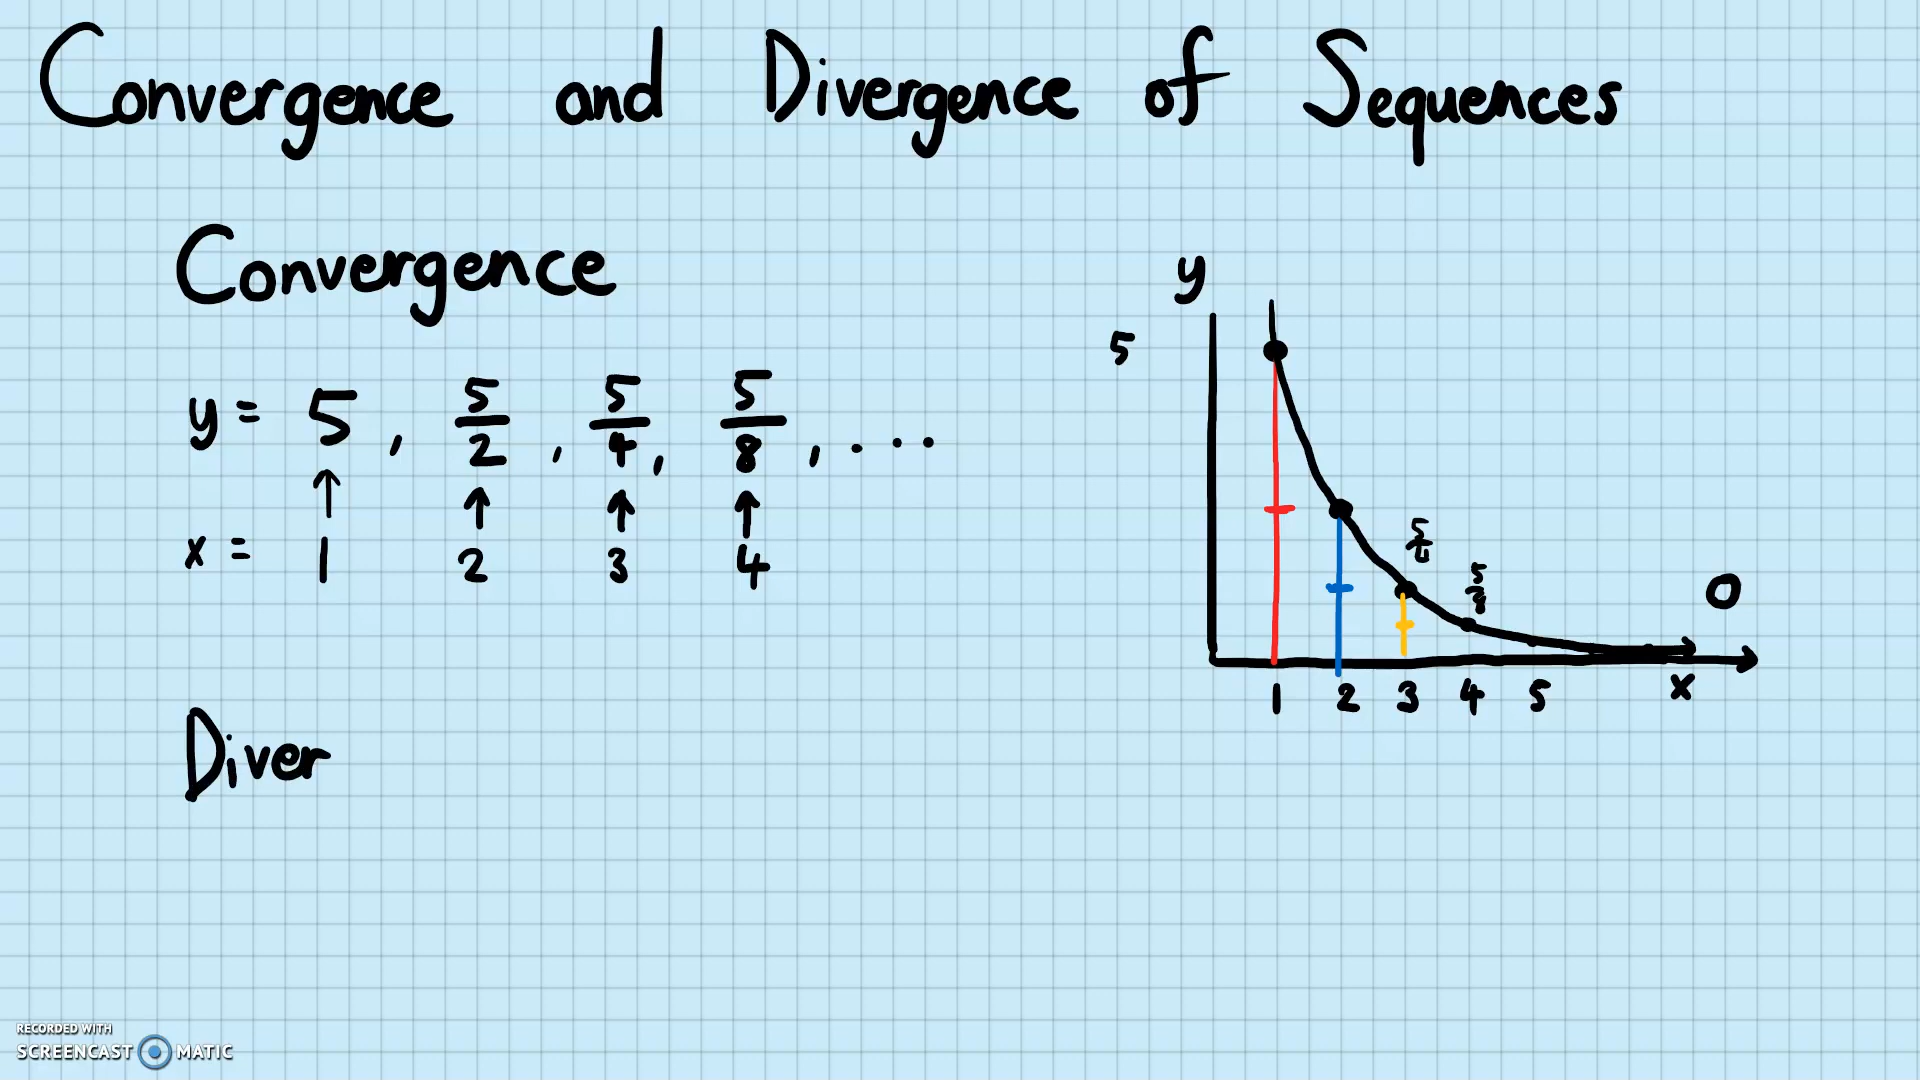 Convergence and Divergence of Sequences
Convergence
y = 5 , 5/2 , 5/4 , 5/8 , ....
↑ ↑ ↑ ↑
x = 1 2 3 4
y
5
5/4
5/8
0
1 2 3 4 5 x
Diver
RECORDED WITH
SCREENCAST MATIC